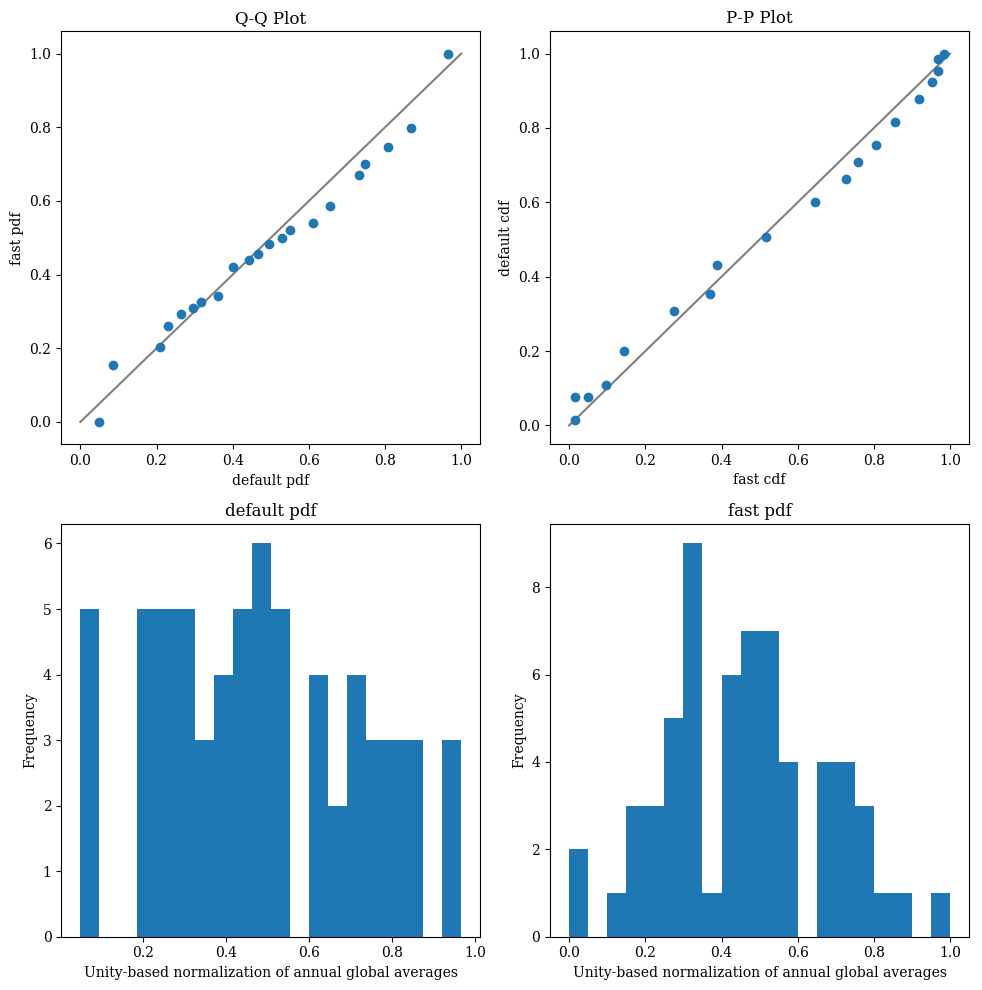 Q-Q Plot
fast pdf
1.0
0.8
0.6
0.4
0.2
0.0
0.0 0.2 0.4 0.6 0.8 1.0
default pdf
P-P Plot
default cdf
1.0
0.8
0.6
0.4
0.2
0.0
0.0 0.2 0.4 0.6 0.8 1.0
fast cdf
default pdf
Frequency
6
5
4
3
2
1
0
0.2 0.4 0.6 0.8 1.0
Unity-based normalization of annual global averages
fast pdf
Frequency
8
6
4
2
0
0.0 0.2 0.4 0.6 0.8 1.0
Unity-based normalization of annual global averages